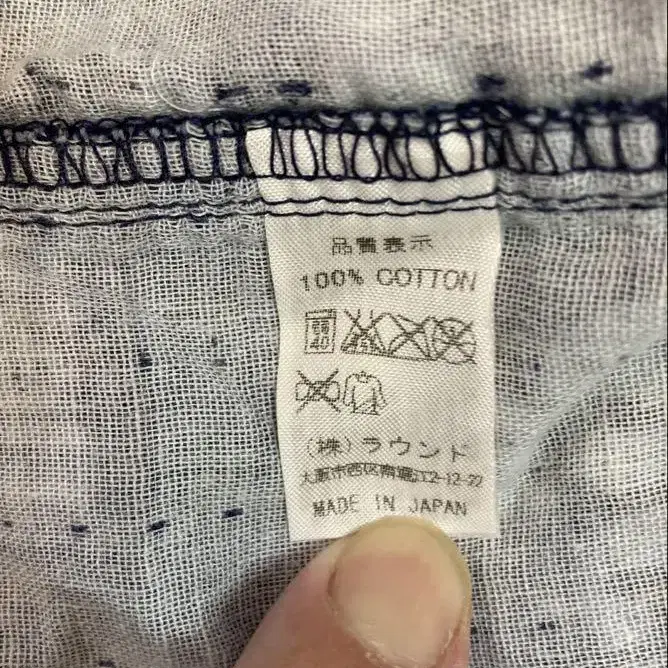 品質表示
100% COTTON
(株)ラウンド
大阪市西区南堀江2-12-22
MADE IN JAPAN